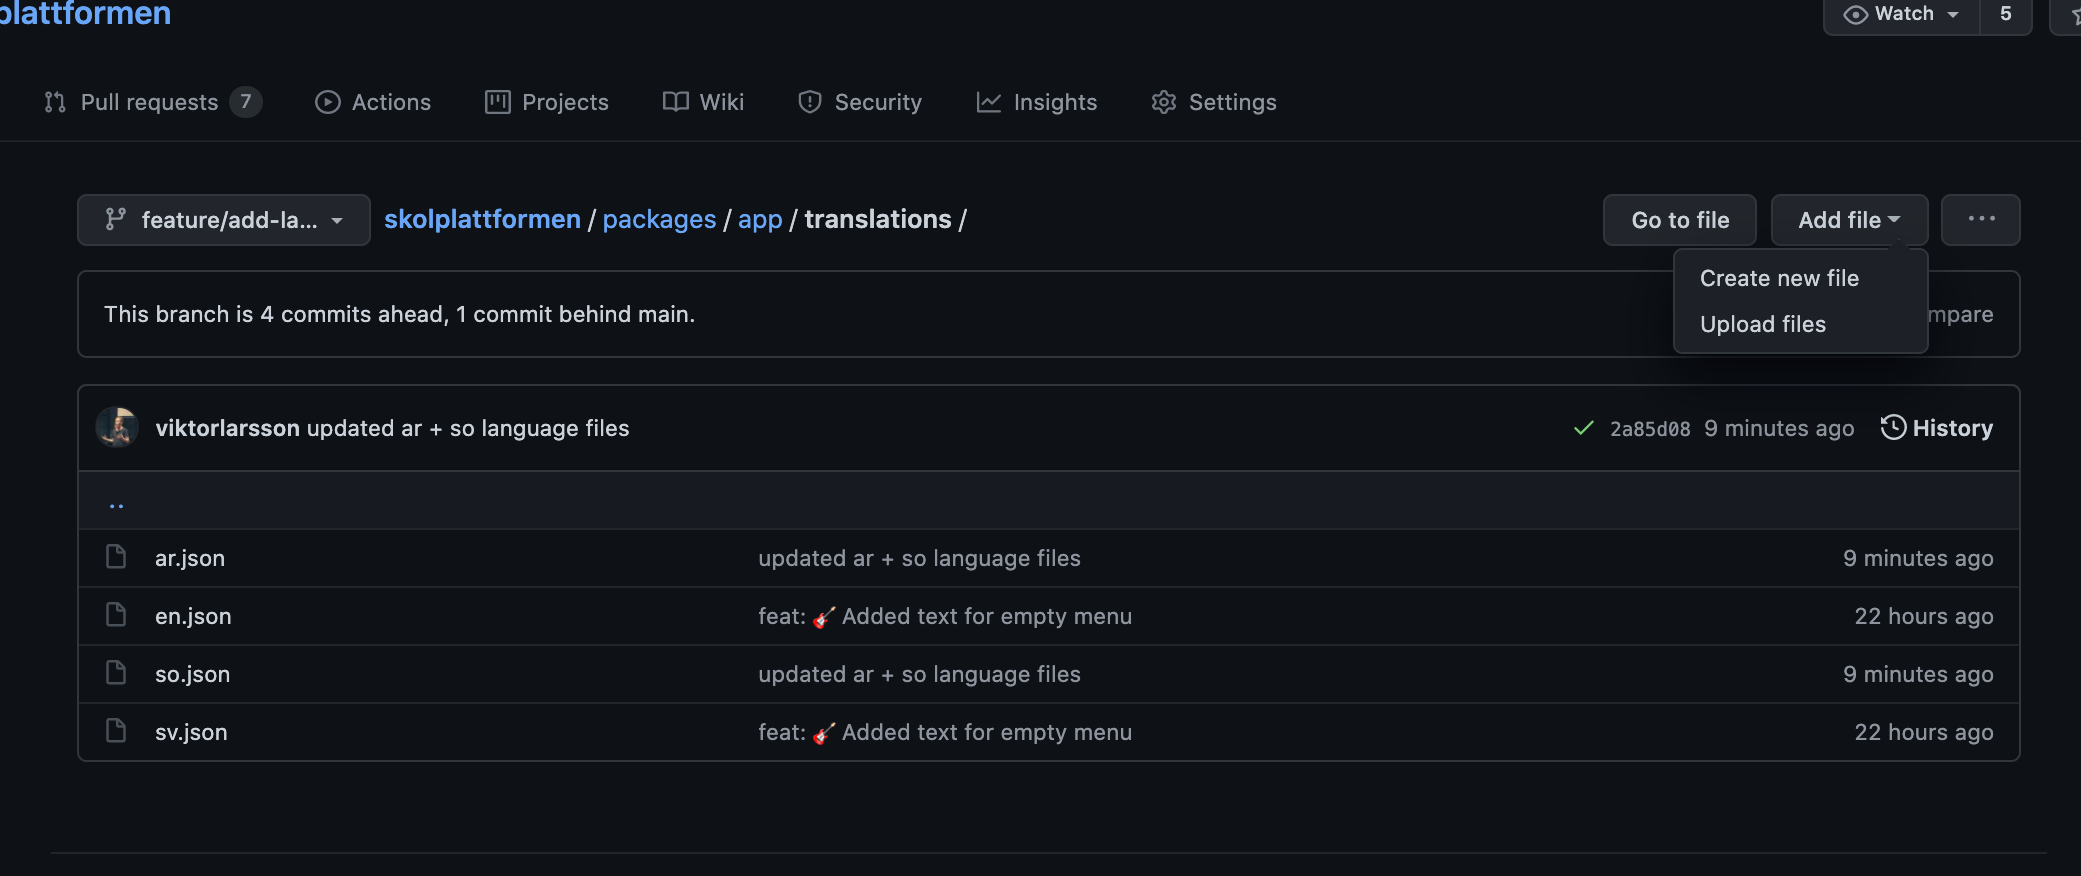 plattformen
Watch 5
Pull requests 7 Actions Projects Wiki Security Insights Settings
feature/add-la... skolplattformen / packages / app / translations / Go to file Add file ...
Create new file
Upload files
This branch is 4 commits ahead, 1 commit behind main. mpare
viktorlarsson updated ar + so language files 2a85d08 9 minutes ago History
..
ar.json updated ar + so language files 9 minutes ago
en.json feat: 🎸 Added text for empty menu 22 hours ago
so.json updated ar + so language files 9 minutes ago
sv.json feat: 🎸 Added text for empty menu 22 hours ago